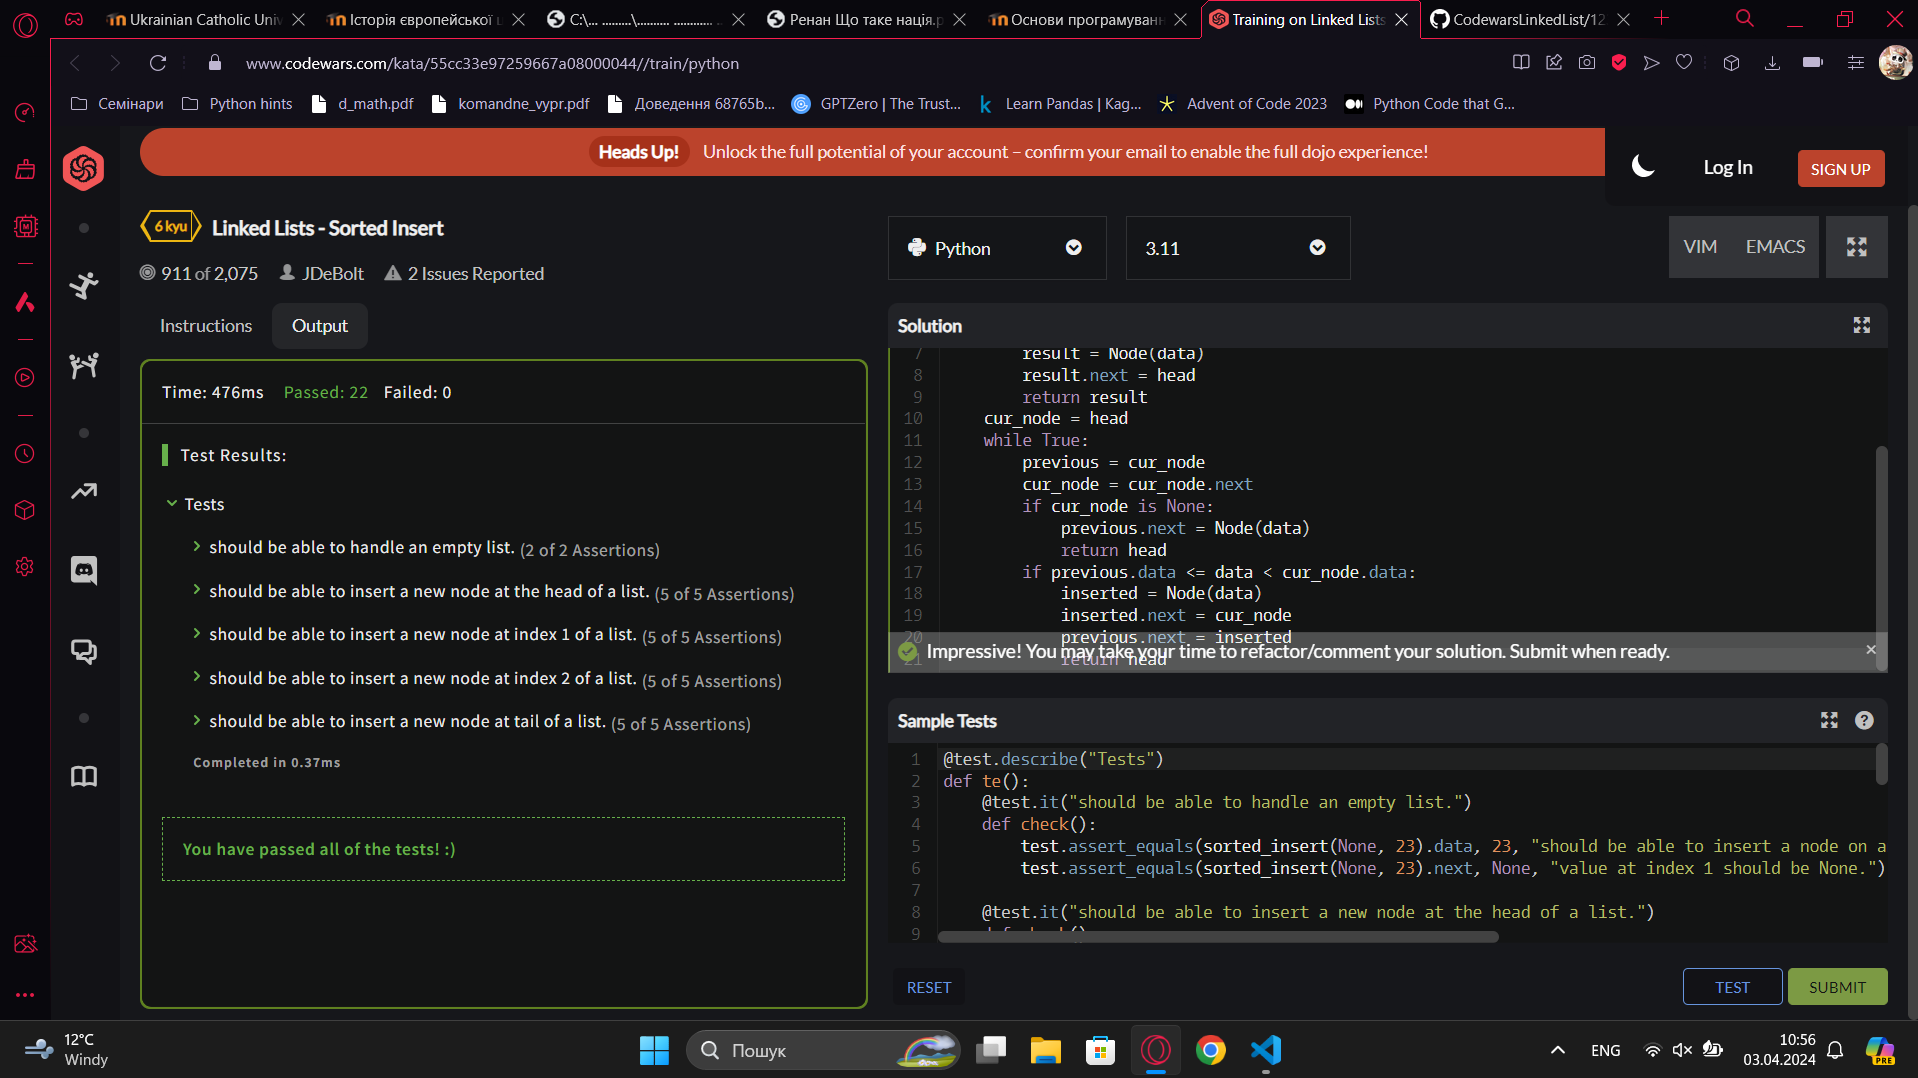 Ukrainian Catholic Univ
Історія європейської ц
C:\... .........\.......... ............ ...
Ренан Що таке нація.p
Основи програмуванн
Training on Linked Lists
CodewarsLinkedList/12
www.codewars.com/kata/55cc33e97259667a08000044//train/python
Семінари
Python hints
d_math.pdf
komandne_vypr.pdf
Доведення 68765b...
GPTZero | The Trust...
Learn Pandas | Kag...
Advent of Code 2023
Python Code that G...
Heads Up! Unlock the full potential of your account – confirm your email to enable the full dojo experience!
Log In
SIGN UP
6 kyu
Linked Lists - Sorted Insert
911 of 2,075
JDeBolt
2 Issues Reported
Python
3.11
VIM
EMACS
Instructions
Output
Time: 476ms Passed: 22 Failed: 0
Test Results:
Tests
should be able to handle an empty list. (2 of 2 Assertions)
should be able to insert a new node at the head of a list. (5 of 5 Assertions)
should be able to insert a new node at index 1 of a list. (5 of 5 Assertions)
should be able to insert a new node at index 2 of a list. (5 of 5 Assertions)
should be able to insert a new node at tail of a list. (5 of 5 Assertions)
Completed in 0.37ms
You have passed all of the tests! :)
Solution
7 result = Node(data)
8 result.next = head
9 return result
10 cur_node = head
11 while True:
12 previous = cur_node
13 cur_node = cur_node.next
14 if cur_node is None:
15 previous.next = Node(data)
16 return head
17 if previous.data <= data < cur_node.data:
18 inserted = Node(data)
19 inserted.next = cur_node
20 previous.next = inserted
21 return head
Impressive! You may take your time to refactor/comment your solution. Submit when ready.
Sample Tests
1 @test.describe("Tests")
2 def te():
3 @test.it("should be able to handle an empty list.")
4 def check():
5 test.assert_equals(sorted_insert(None, 23).data, 23, "should be able to insert a node on a
6 test.assert_equals(sorted_insert(None, 23).next, None, "value at index 1 should be None.")
7
8 @test.it("should be able to insert a new node at the head of a list.")
9
RESET
TEST
SUBMIT
12°C
Windy
Пошук
ENG
10:56
03.04.2024
PRE